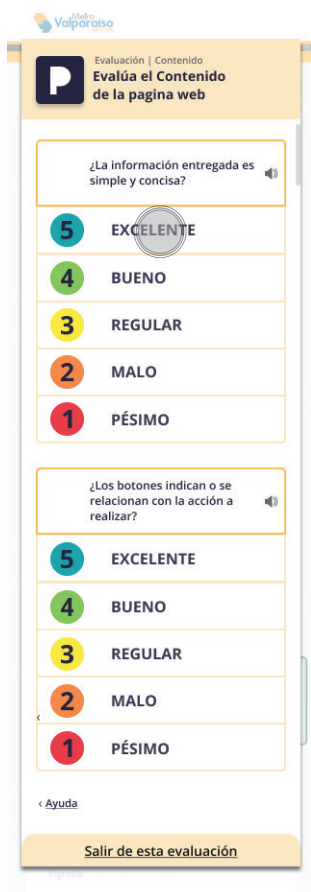 Metro
Valparaíso
Evaluación | Contenido
Evalúa el Contenido
de la pagina web
P
¿La información entregada es
simple y concisa?
5 EXCELENTE
4 BUENO
3 REGULAR
2 MALO
1 PÉSIMO
¿Los botones indican o se
relacionan con la acción a
realizar?
5 EXCELENTE
4 BUENO
3 REGULAR
2 MALO
1 PÉSIMO
‹
‹ Ayuda
Salir de esta evaluación